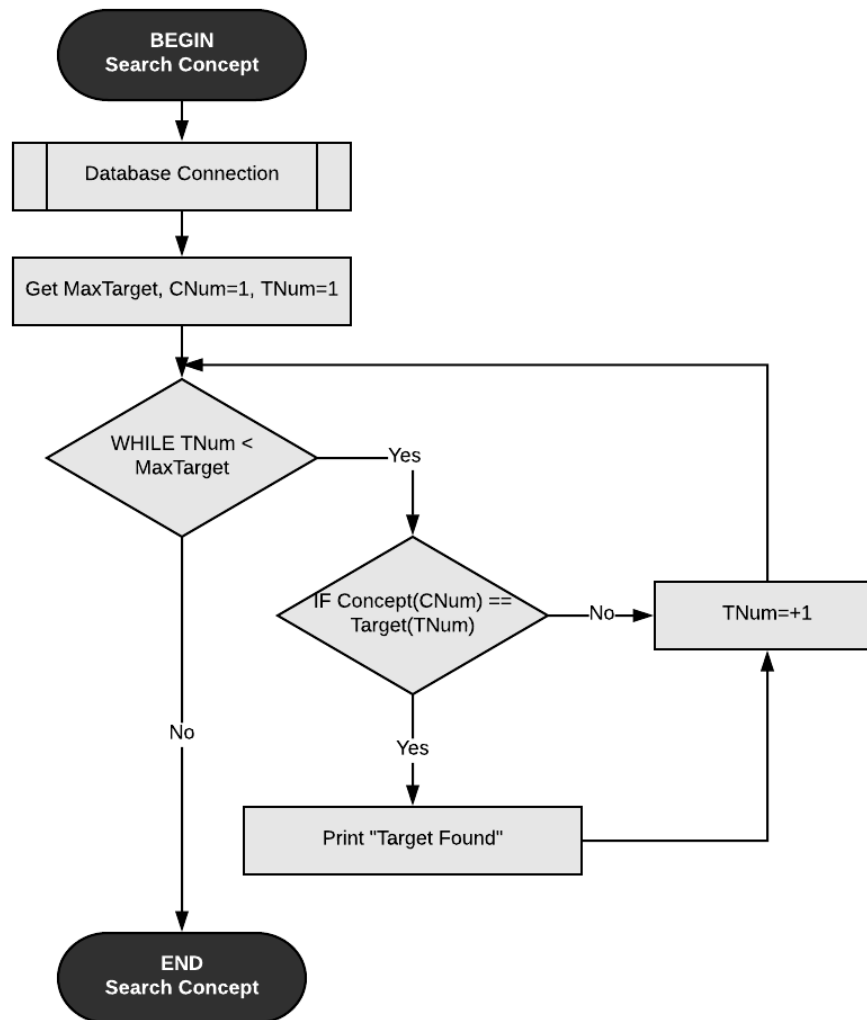 BEGIN
Search Concept
Database Connection
Get MaxTarget, CNum=1, TNum=1
WHILE TNum <
MaxTarget
Yes
IF Concept(CNum) ==
Target(TNum)
No
TNum=+1
No
Yes
Print "Target Found"
END
Search Concept